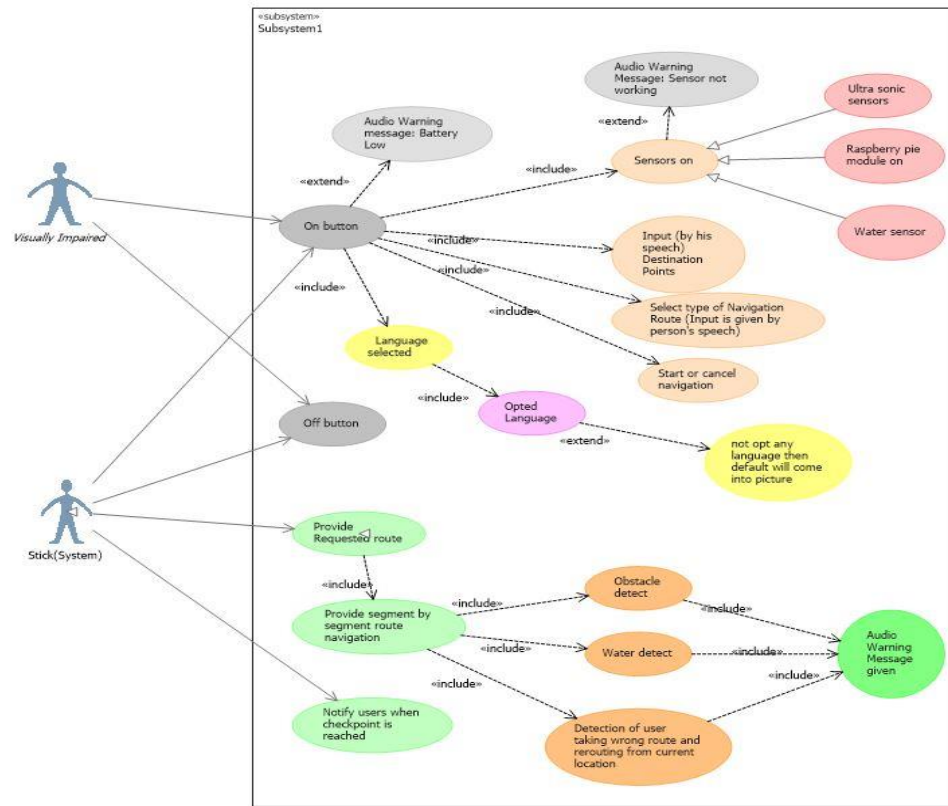 «subsystem»
Subsystem1
Audio Warning
Message: Sensor not
working
Ultra sonic
sensors
Audio Warning
message: Battery
Low
«extend»
Sensors on
Raspberry pie
module on
«extend»
«include»
Visually Impaired
On button
Water sensor
«include»
Input (by his
speech)
Destination
Points
«include»
«include»
«include»
Select type of Navigation
Route (Input is given by
person's speech)
Language
selected
Start or cancel
navigation
«include»
Opted
Language
Off button
«extend»
not opt any
language then
default will come
into picture
Stick(System)
Provide
Requested route
«include»
Obstacle
detect
«include»
«include»
Provide segment by
segment route
navigation
Audio
Warning
Message
given
«include»
Water detect
«include»
«include»
«include»
Notify users when
checkpoint is
reached
Detection of user
taking wrong route and
rerouting from current
location